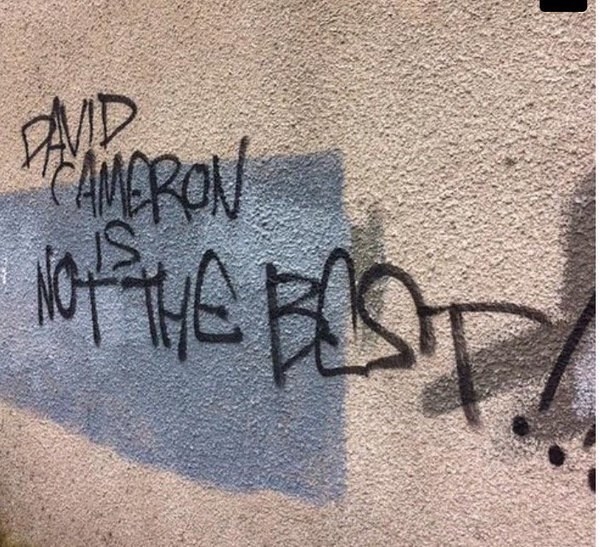 DAVID
CAMERON
IS
NOT THE BEST!